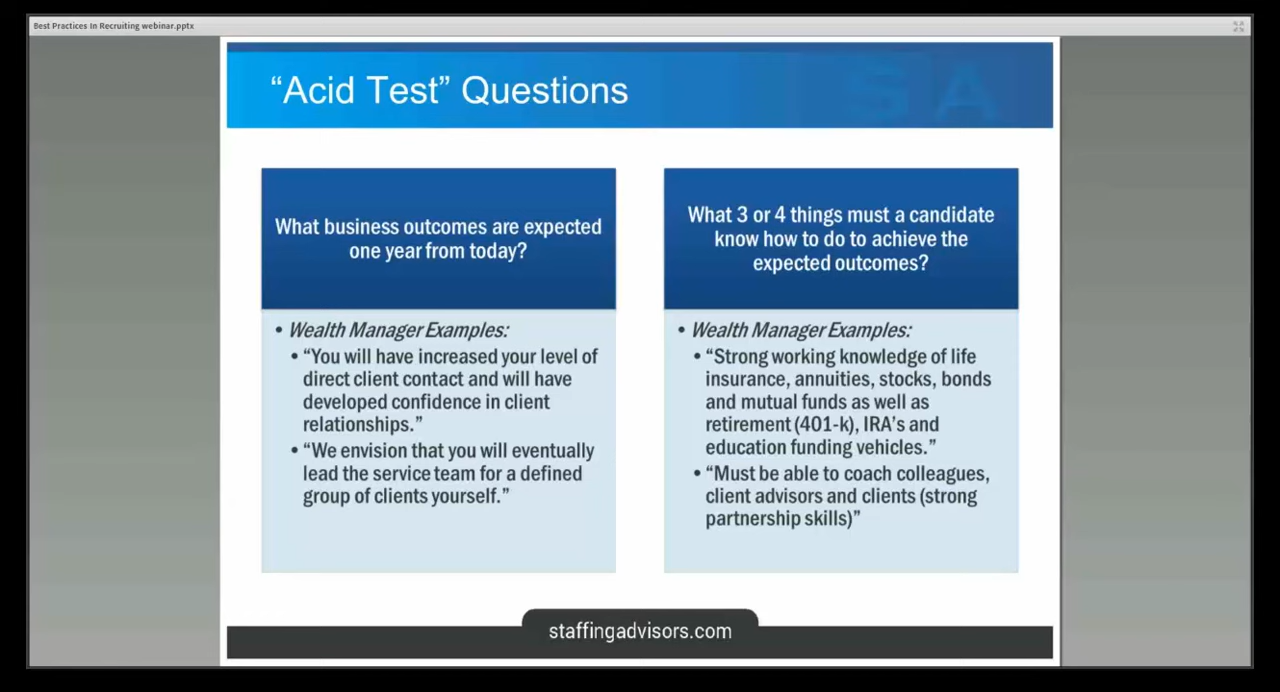 Best Practices In Recruiting webinar.pptx
S A
“Acid Test” Questions
What business outcomes are expected
one year from today?
• Wealth Manager Examples:
• “You will have increased your level of
direct client contact and will have
developed confidence in client
relationships.”
• “We envision that you will eventually
lead the service team for a defined
group of clients yourself.”
What 3 or 4 things must a candidate
know how to do to achieve the
expected outcomes?
• Wealth Manager Examples:
• “Strong working knowledge of life
insurance, annuities, stocks, bonds
and mutual funds as well as
retirement (401-k), IRA’s and
education funding vehicles.”
• “Must be able to coach colleagues,
client advisors and clients (strong
partnership skills)”
staffingadvisors.com